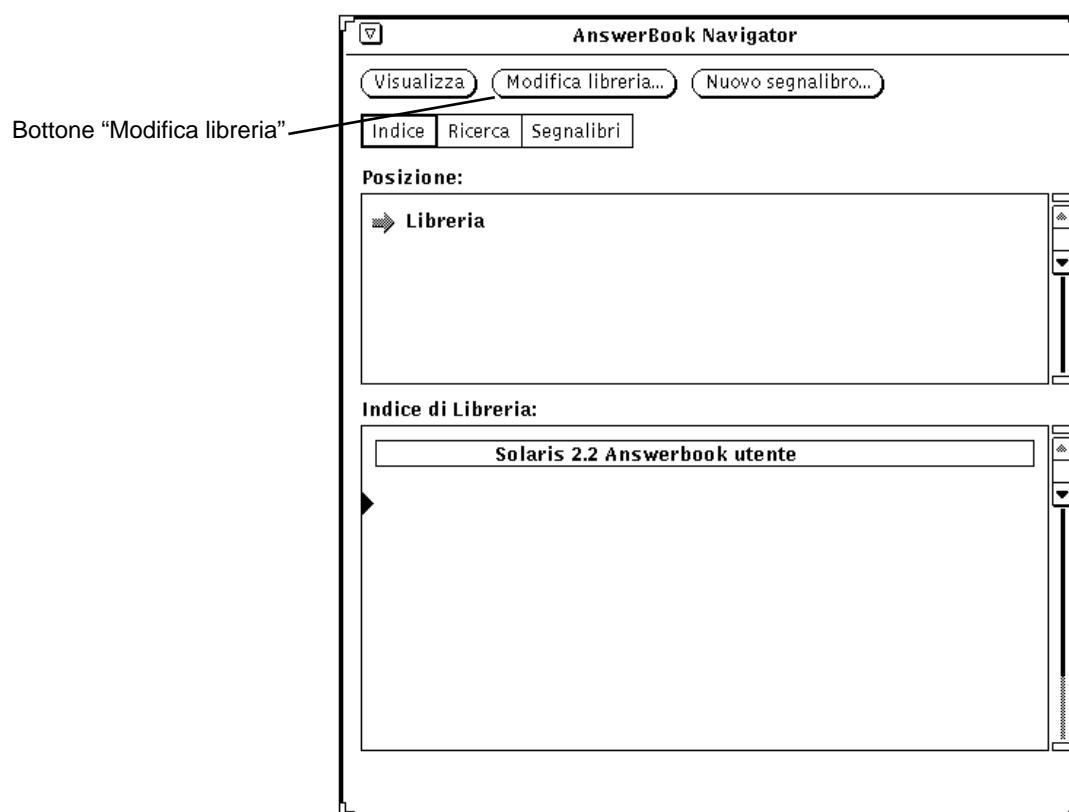 AnswerBook Navigator
Visualizza Modifica libreria... Nuovo segnalibro...
Bottone “Modifica libreria”
Indice Ricerca Segnalibri
Posizione:
Libreria
Indice di Libreria:
Solaris 2.2 Answerbook utente